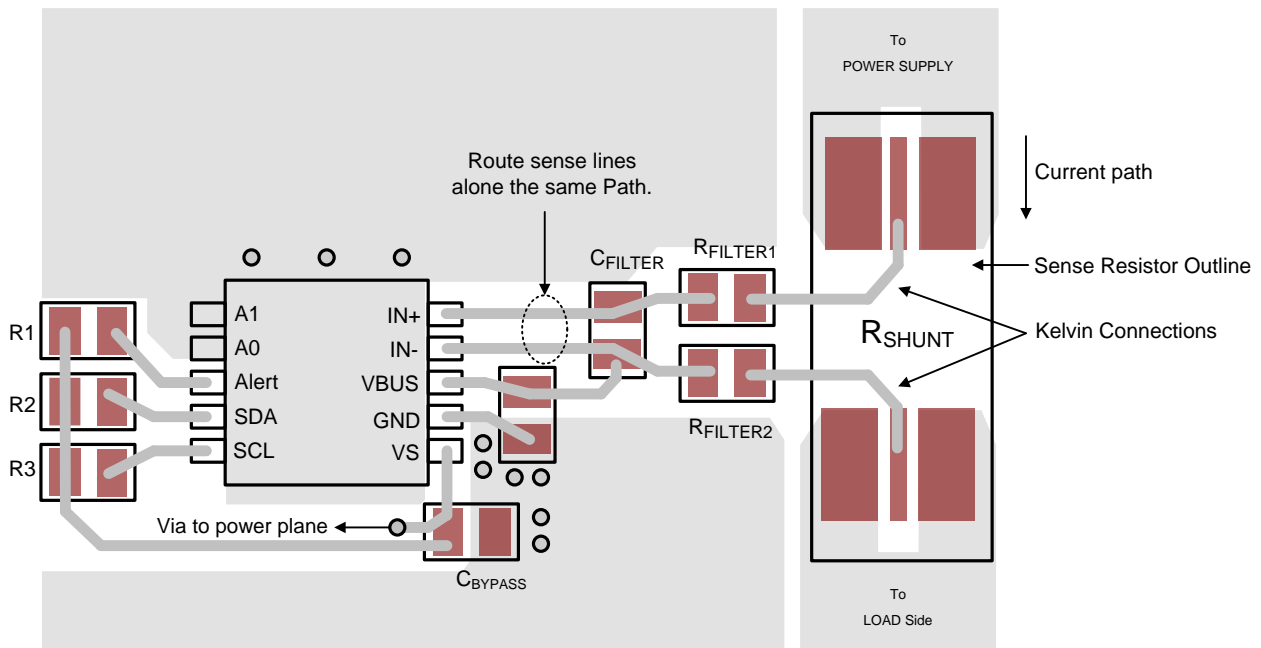 To
POWER SUPPLY
Route sense lines
alone the same Path.
Current path
CFILTER
RFILTER1
Sense Resistor Outline
R1
A1
IN+
RSHUNT
Kelvin Connections
A0
IN-
Alert
VBUS
R2
SDA
GND
RFILTER2
R3
SCL
VS
Via to power plane
CBYPASS
To
LOAD Side